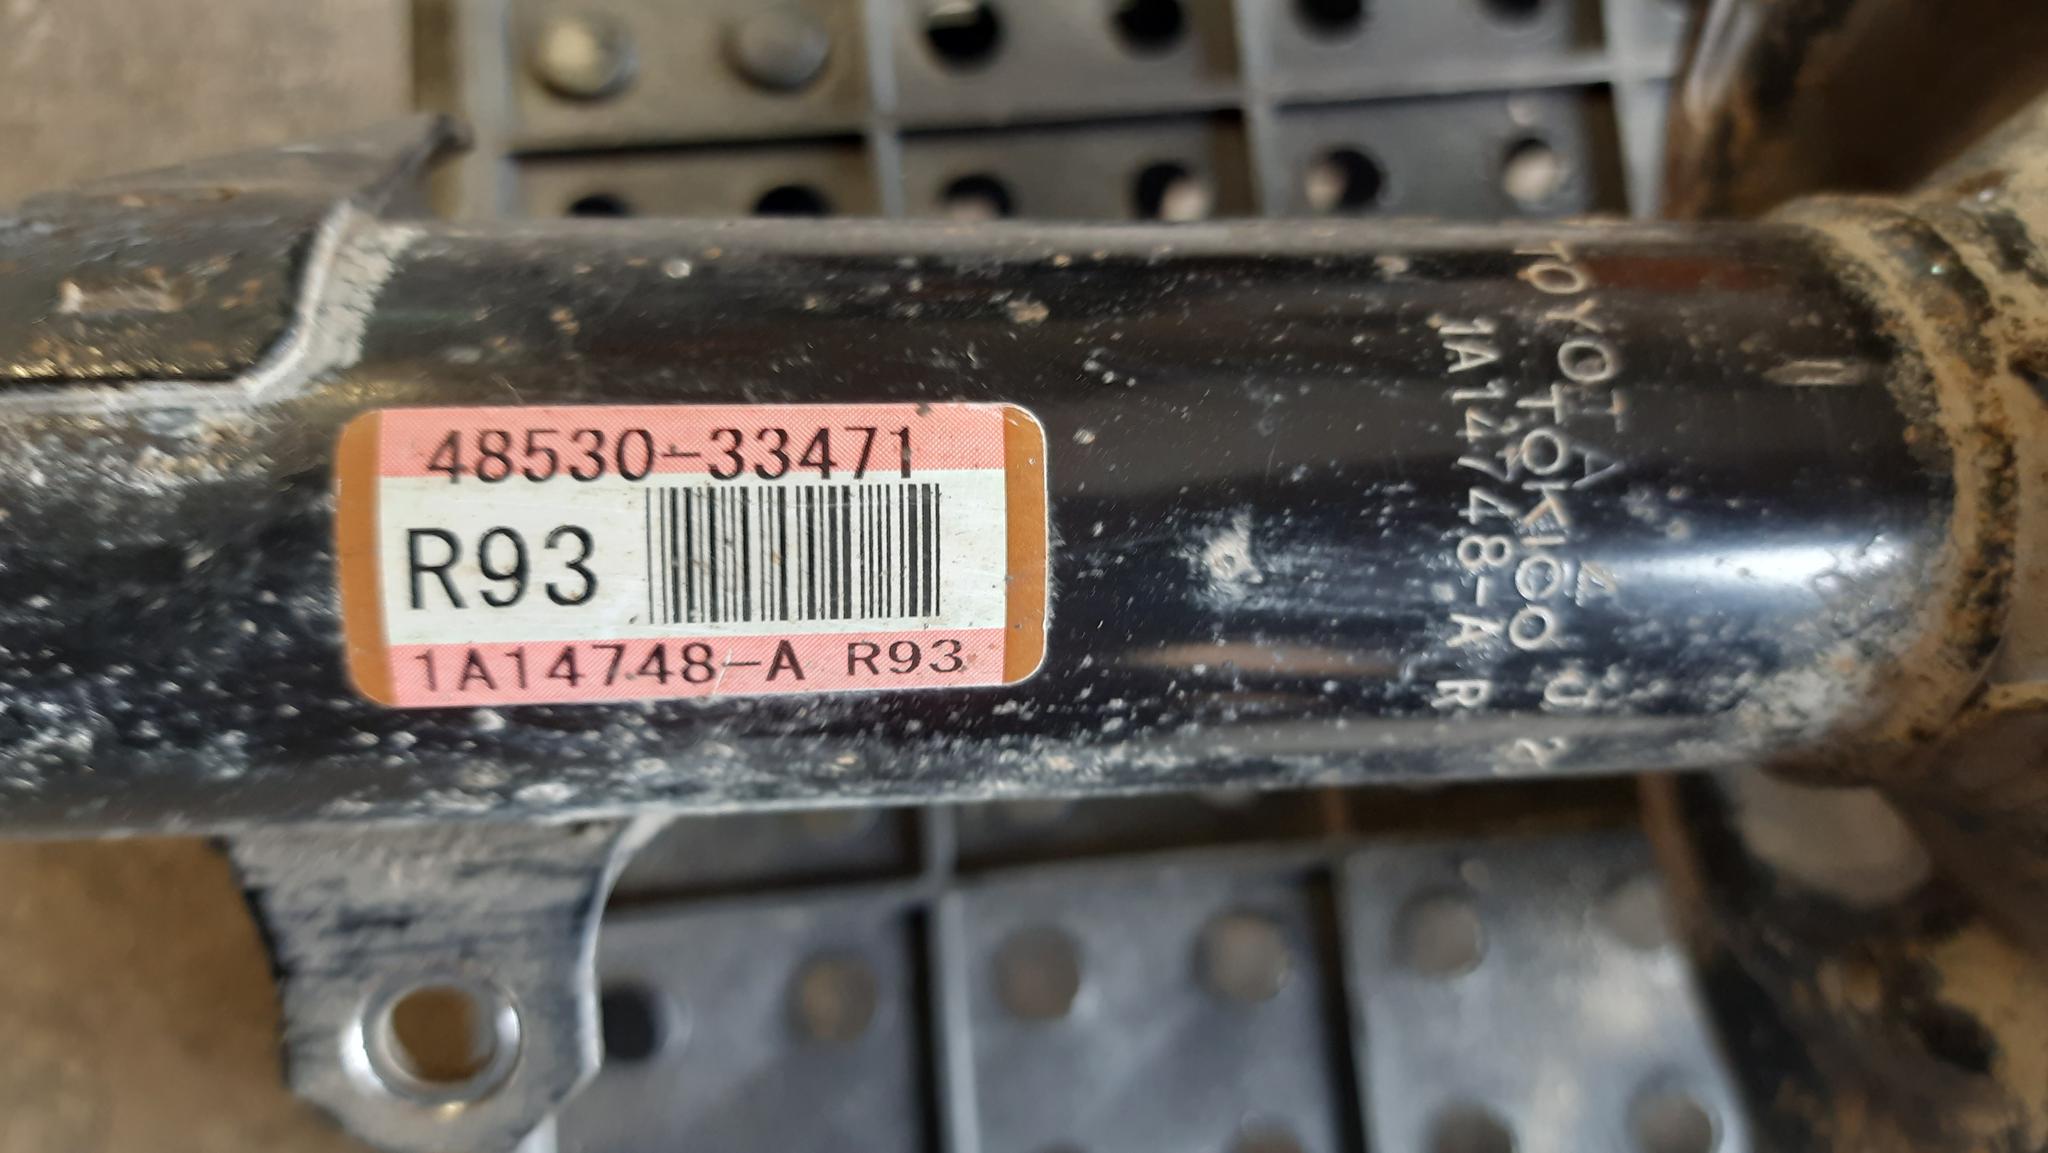 48530-33471
R93
1A14748-A R93
TOYOTA
TOKICO
1A14748-A R